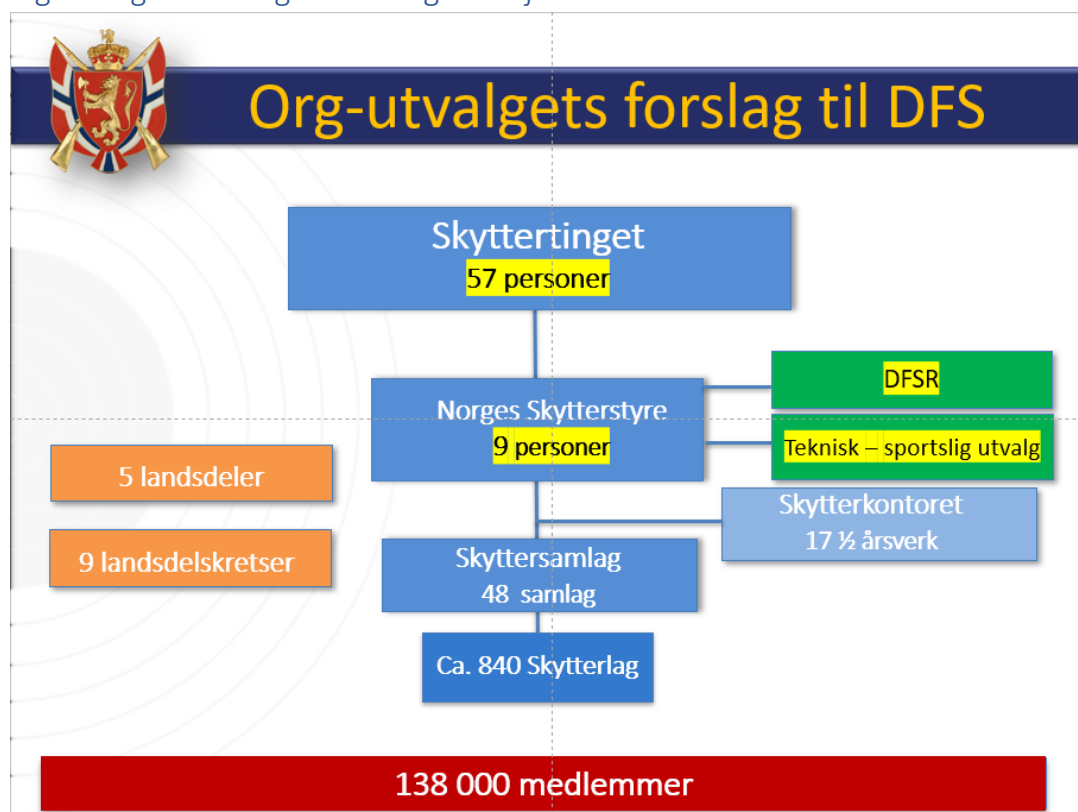 Org-utvalgets forslag til DFS
Skyttertinget
57 personer
Norges Skytterstyre
9 personer
DFSR
Teknisk – sportslig utvalg
5 landsdeler
9 landsdelskretser
Skytterkontoret
17 ½ årsverk
Skyttersamlag
48 samlag
Ca. 840 Skytterlag
138 000 medlemmer